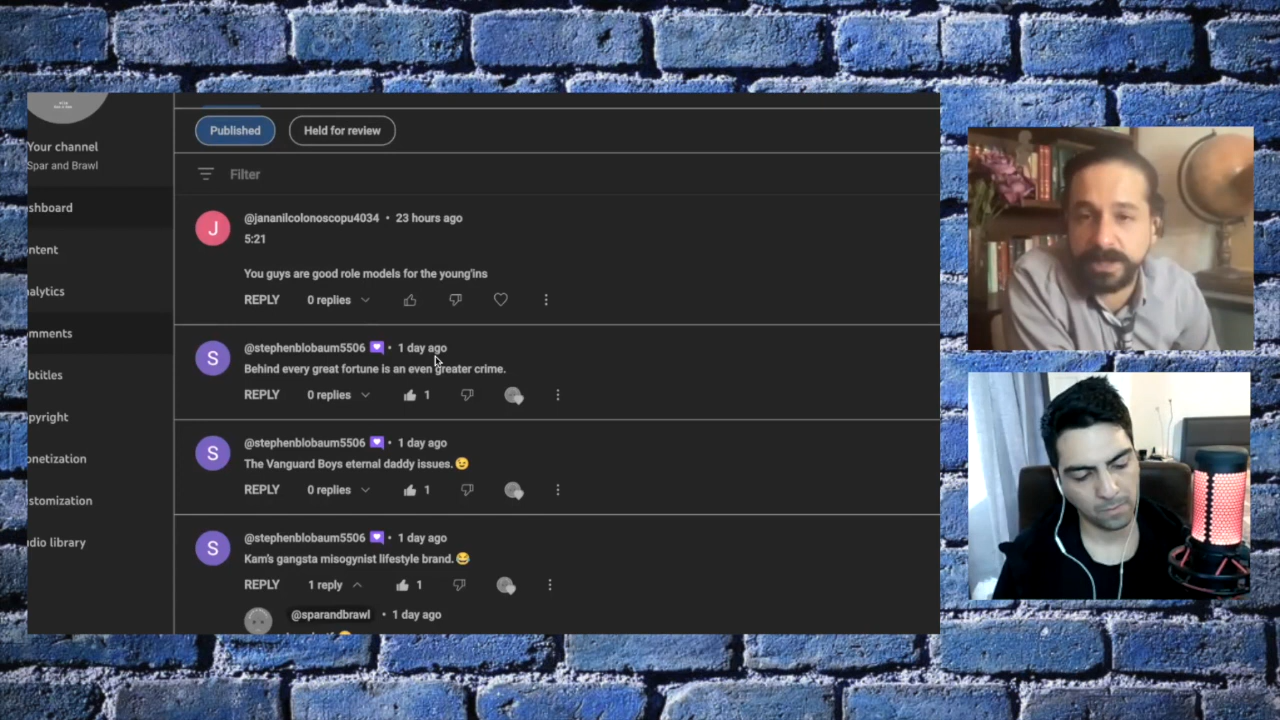 Your channel
Spar and Brawl
shboard
ntent
alytics
mments
btitles
pyright
onetization
stomization
dio library
Published
Held for review
Filter
J
@jananilcolonoscopu4034 • 23 hours ago
5:21
You guys are good role models for the young'ins
REPLY 0 replies
S
@stephenblobaum5506 • 1 day ago
Behind every great fortune is an even greater crime.
REPLY 0 replies 1
S
@stephenblobaum5506 • 1 day ago
The Vanguard Boys eternal daddy issues. 😉
REPLY 0 replies 1
S
@stephenblobaum5506 • 1 day ago
Kam's gangsta misogynist lifestyle brand. 😂
REPLY 1 reply 1
@sparandbrawl • 1 day ago